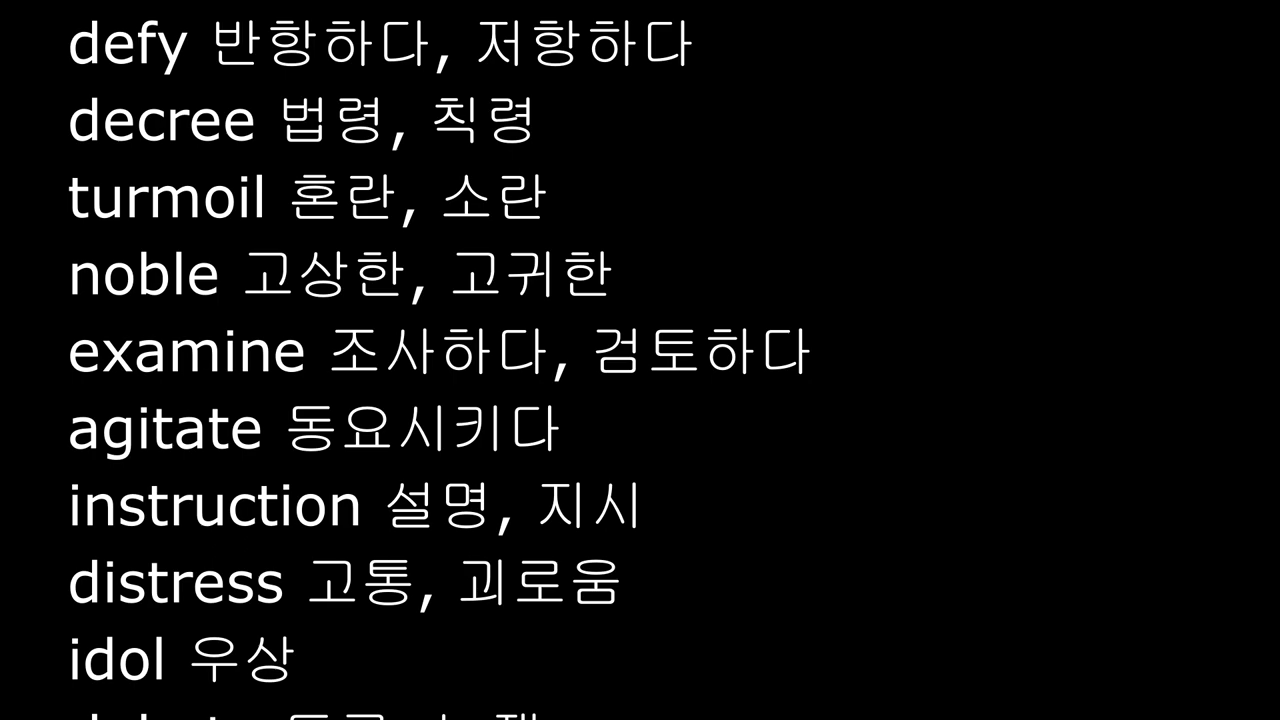 defy 반항하다, 저항하다
decree 법령, 칙령
turmoil 혼란, 소란
noble 고상한, 고귀한
examine 조사하다, 검토하다
agitate 동요시키다
instruction 설명, 지시
distress 고통, 괴로움
idol 우상